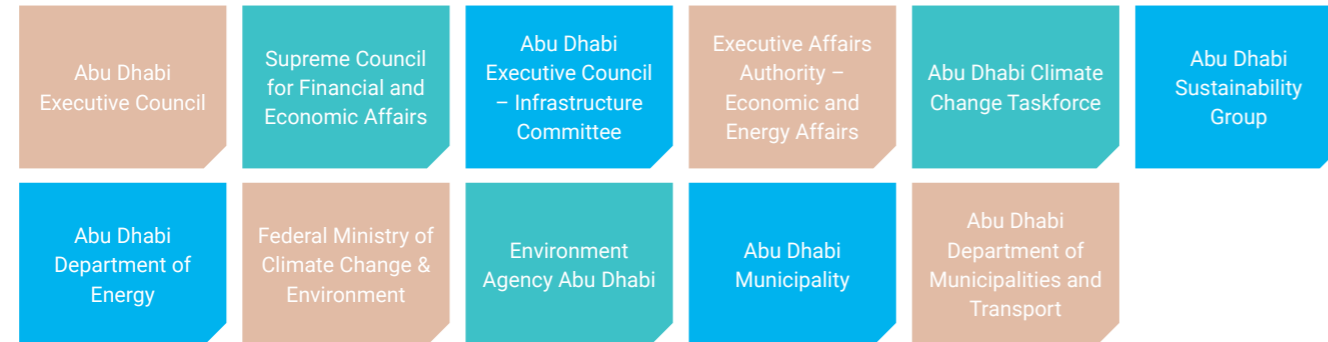 Abu Dhabi
Executive Council
Supreme Council
for Financial and
Economic Affairs
Abu Dhabi
Executive Council
– Infrastructure
Committee
Executive Affairs
Authority –
Economic and
Energy Affairs
Abu Dhabi Climate
Change Taskforce
Abu Dhabi
Sustainability
Group
Abu Dhabi
Department of
Energy
Federal Ministry of
Climate Change &
Environment
Environment
Agency Abu Dhabi
Abu Dhabi
Municipality
Abu Dhabi
Department of
Municipalities and
Transport